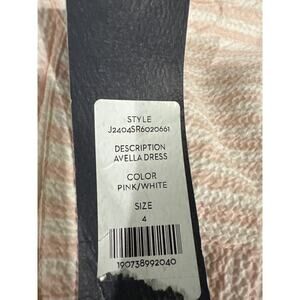 STYLE
J2404SR6020661
DESCRIPTION
AVELLA DRESS
COLOR
PINK/WHITE
SIZE
4
190738992040